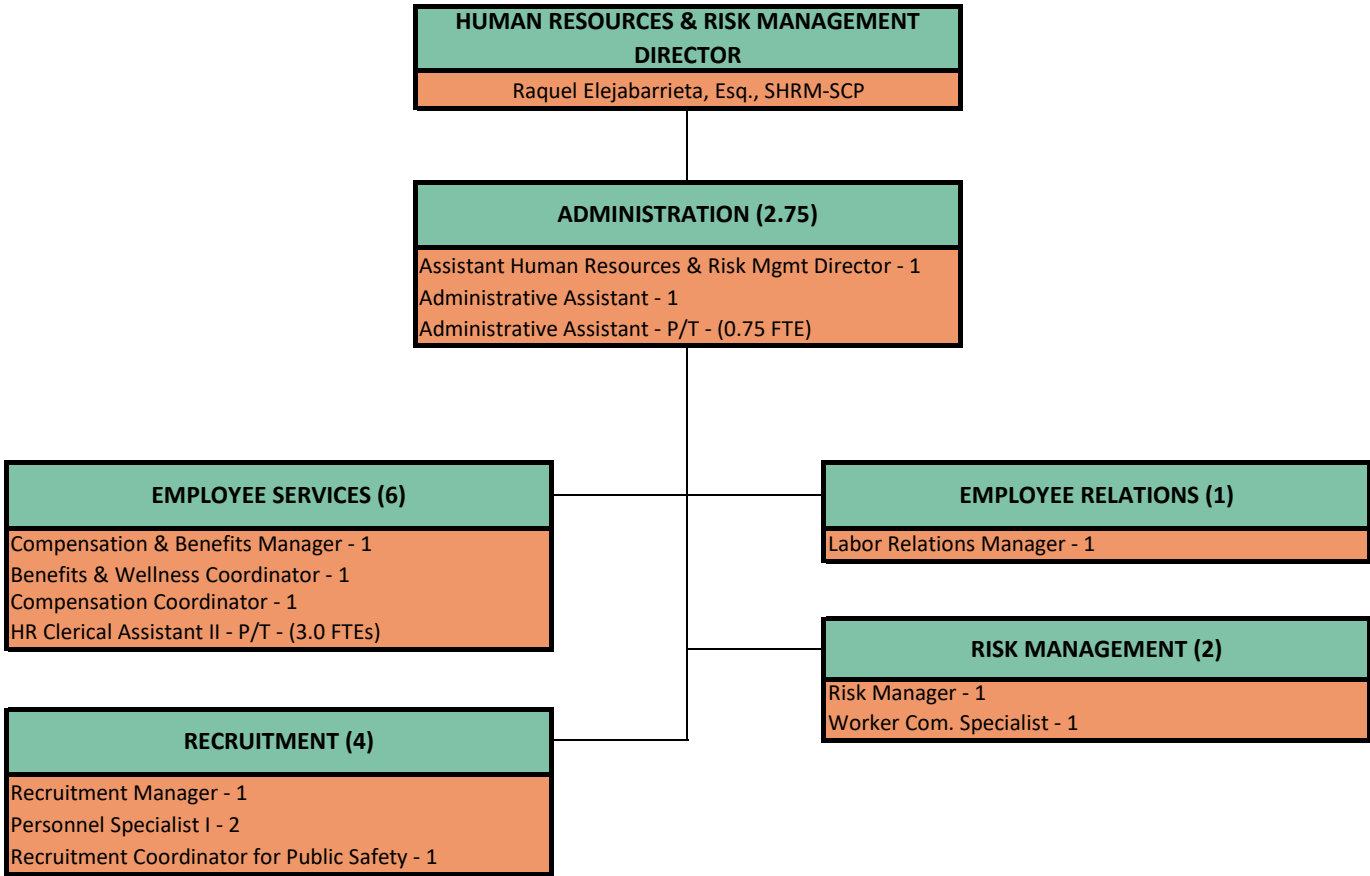 HUMAN RESOURCES & RISK MANAGEMENT
DIRECTOR
Raquel Elejabarrieta, Esq., SHRM-SCP
ADMINISTRATION (2.75)
Assistant Human Resources & Risk Mgmt Director - 1
Administrative Assistant - 1
Administrative Assistant - P/T - (0.75 FTE)
EMPLOYEE SERVICES (6)
Compensation & Benefits Manager - 1
Benefits & Wellness Coordinator - 1
Compensation Coordinator - 1
HR Clerical Assistant II - P/T - (3.0 FTEs)
EMPLOYEE RELATIONS (1)
Labor Relations Manager - 1
RISK MANAGEMENT (2)
Risk Manager - 1
Worker Com. Specialist - 1
RECRUITMENT (4)
Recruitment Manager - 1
Personnel Specialist I - 2
Recruitment Coordinator for Public Safety - 1